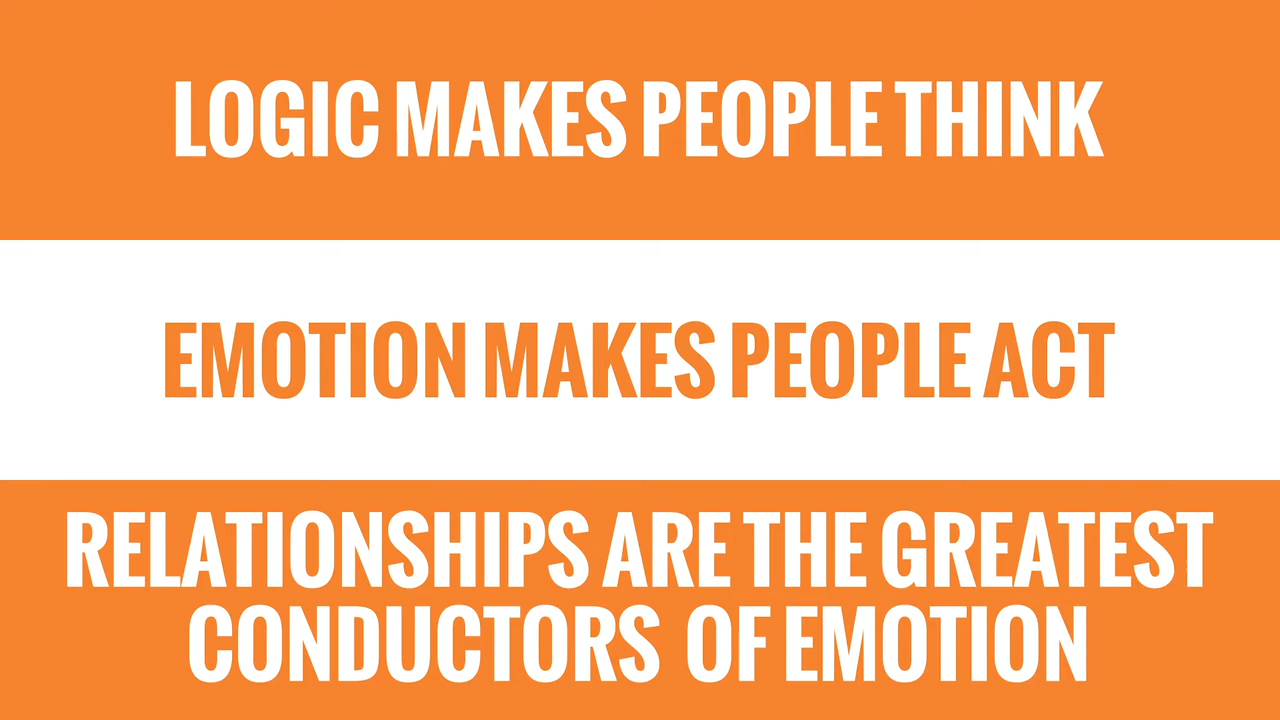 LOGIC MAKES PEOPLE THINK
EMOTION MAKES PEOPLE ACT
RELATIONSHIPS ARE THE GREATEST
CONDUCTORS OF EMOTION